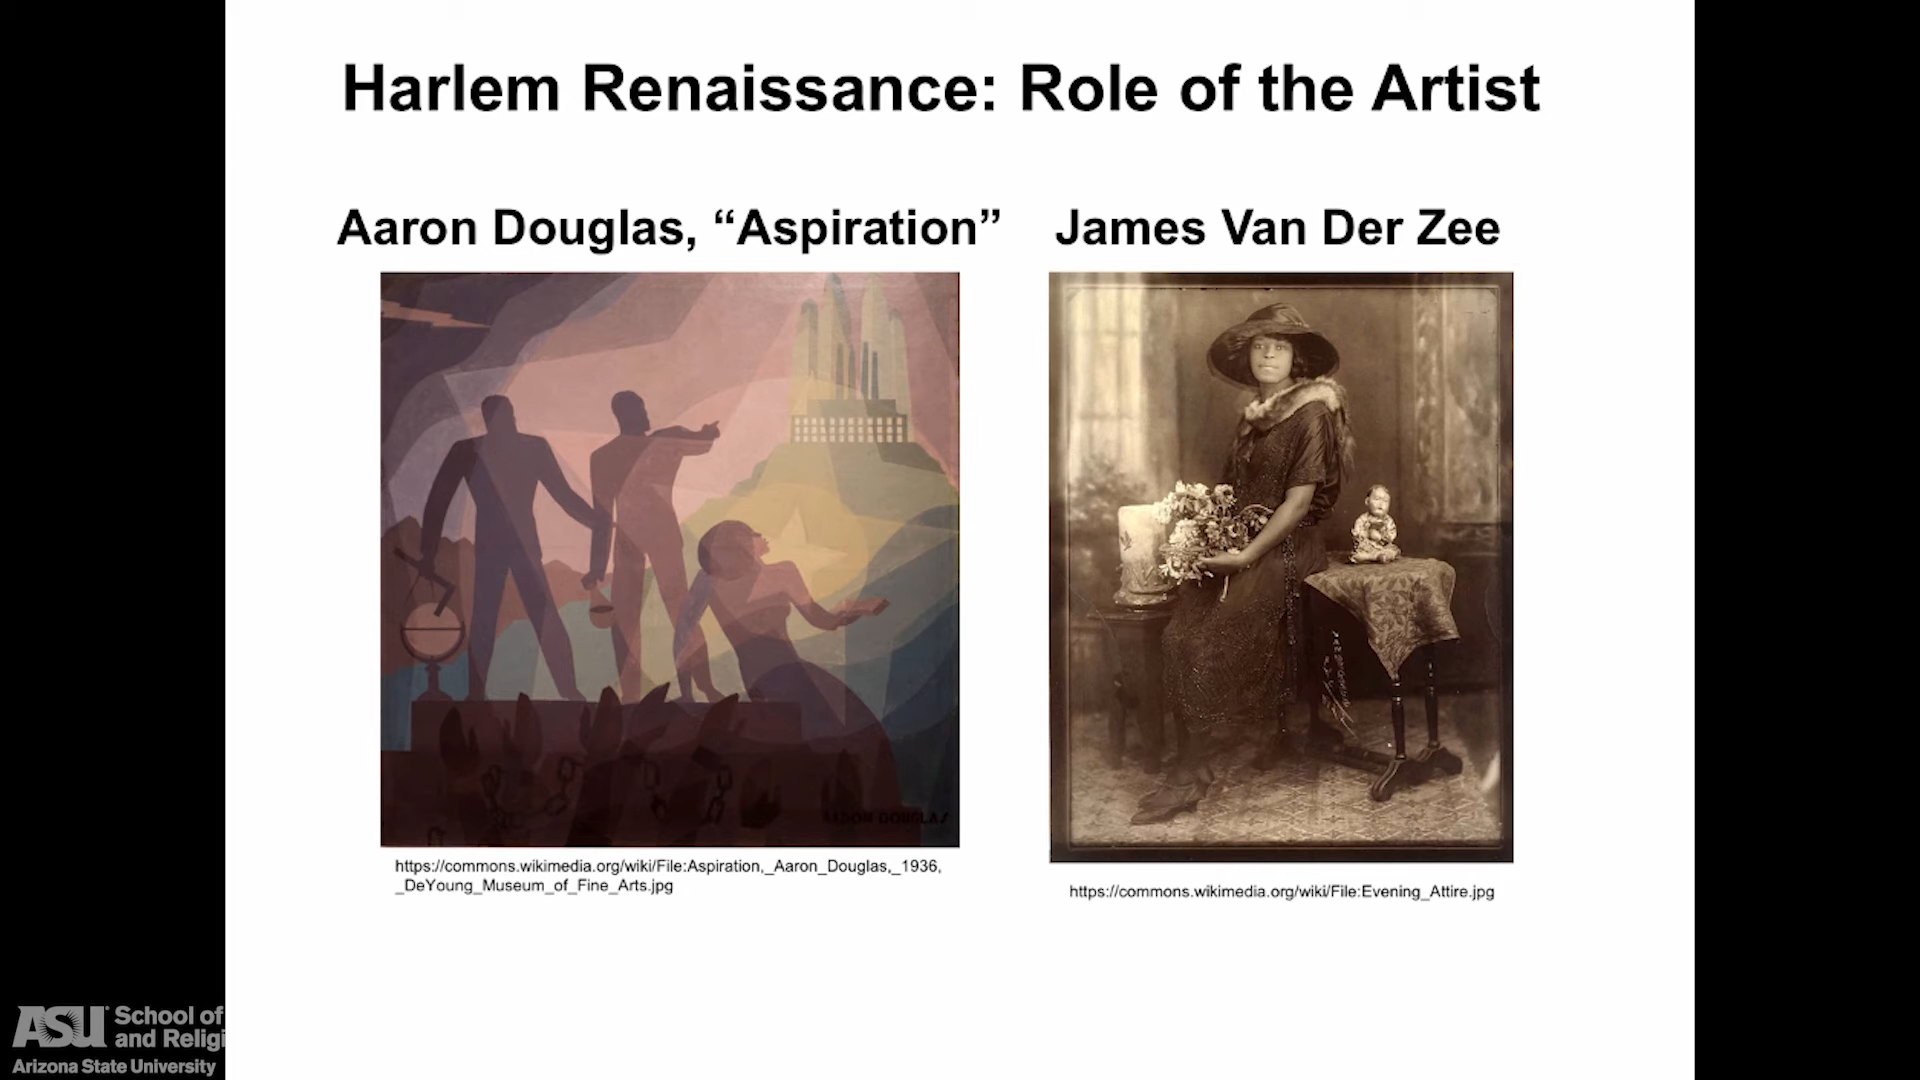 Harlem Renaissance: Role of the Artist
Aaron Douglas, “Aspiration”
James Van Der Zee
AARON DOUGLAS
https://commons.wikimedia.org/wiki/File:Aspiration,_Aaron_Douglas,_1936,
_DeYoung_Museum_of_Fine_Arts.jpg
https://commons.wikimedia.org/wiki/File:Evening_Attire.jpg
ASU School of
and Religi
Arizona State University